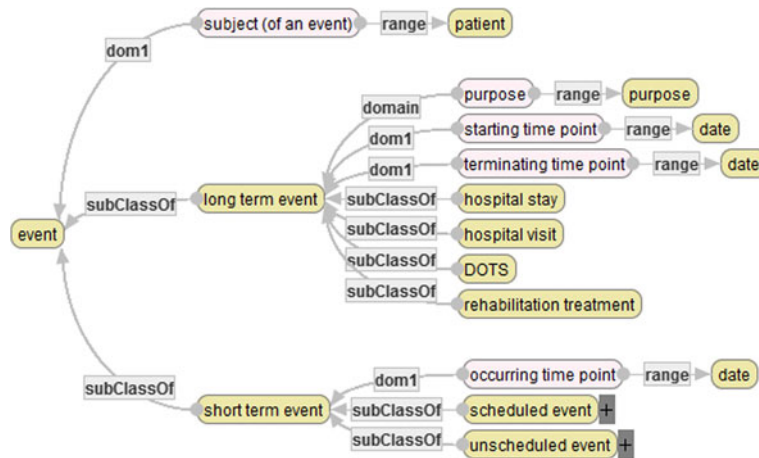 subject (of an event) range patient
dom1
domain purpose range purpose
dom1 starting time point range date
dom1 terminating time point range date
subClassOf long term event subClassOf hospital stay
event subClassOf hospital visit
subClassOf DOTS
subClassOf rehabilitation treatment
dom1 occurring time point range date
subClassOf short term event subClassOf scheduled event +
subClassOf unscheduled event +